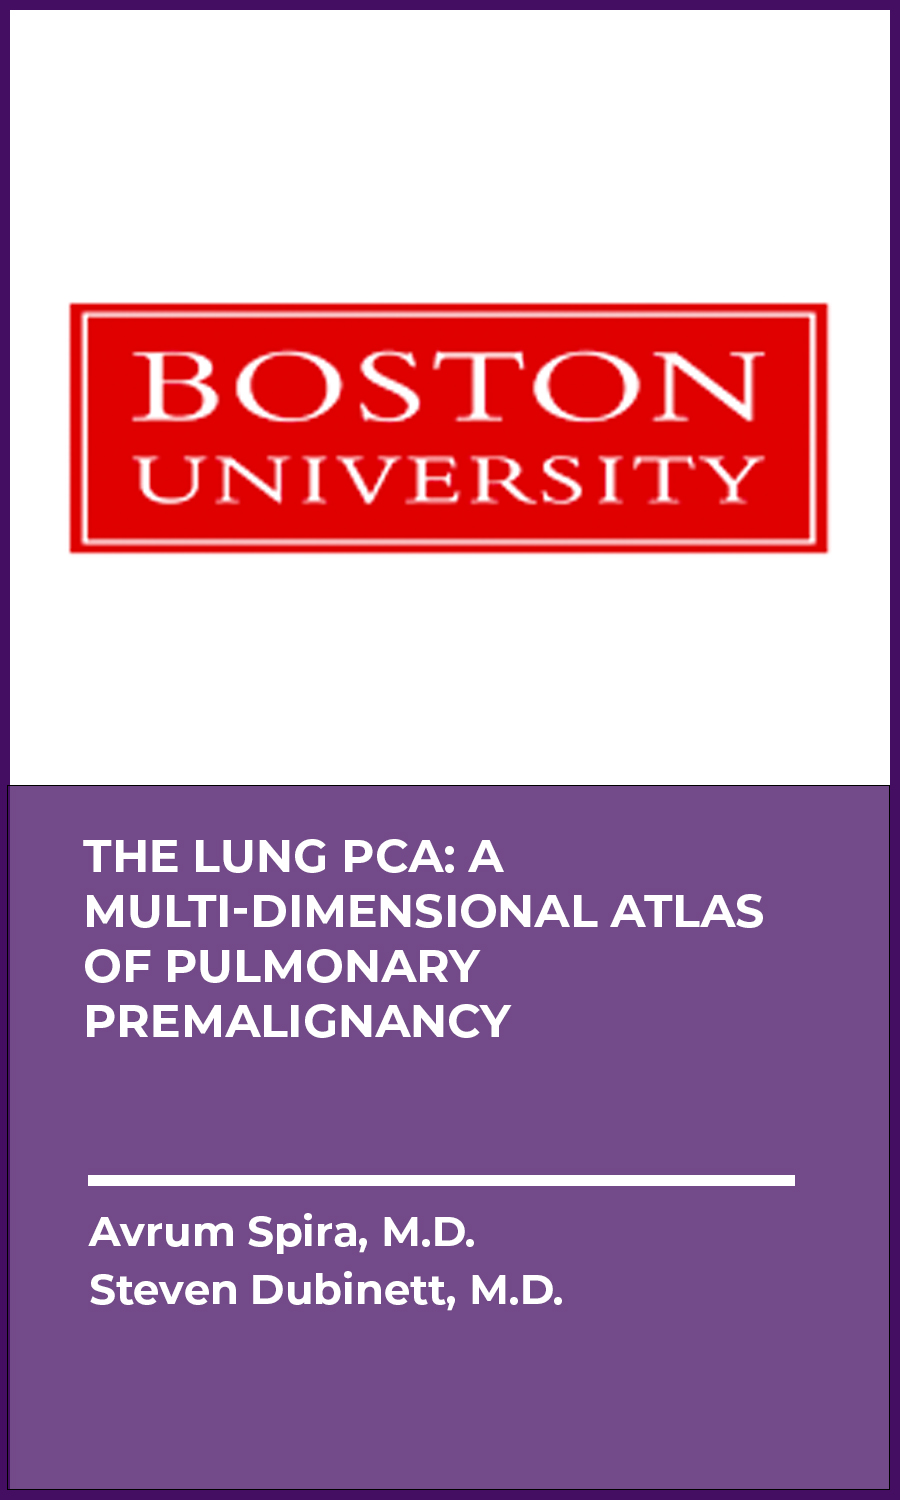 BOSTON
UNIVERSITY
THE LUNG PCA: A
MULTI-DIMENSIONAL ATLAS
OF PULMONARY
PREMALIGNANCY
Avrum Spira, M.D.
Steven Dubinett, M.D.